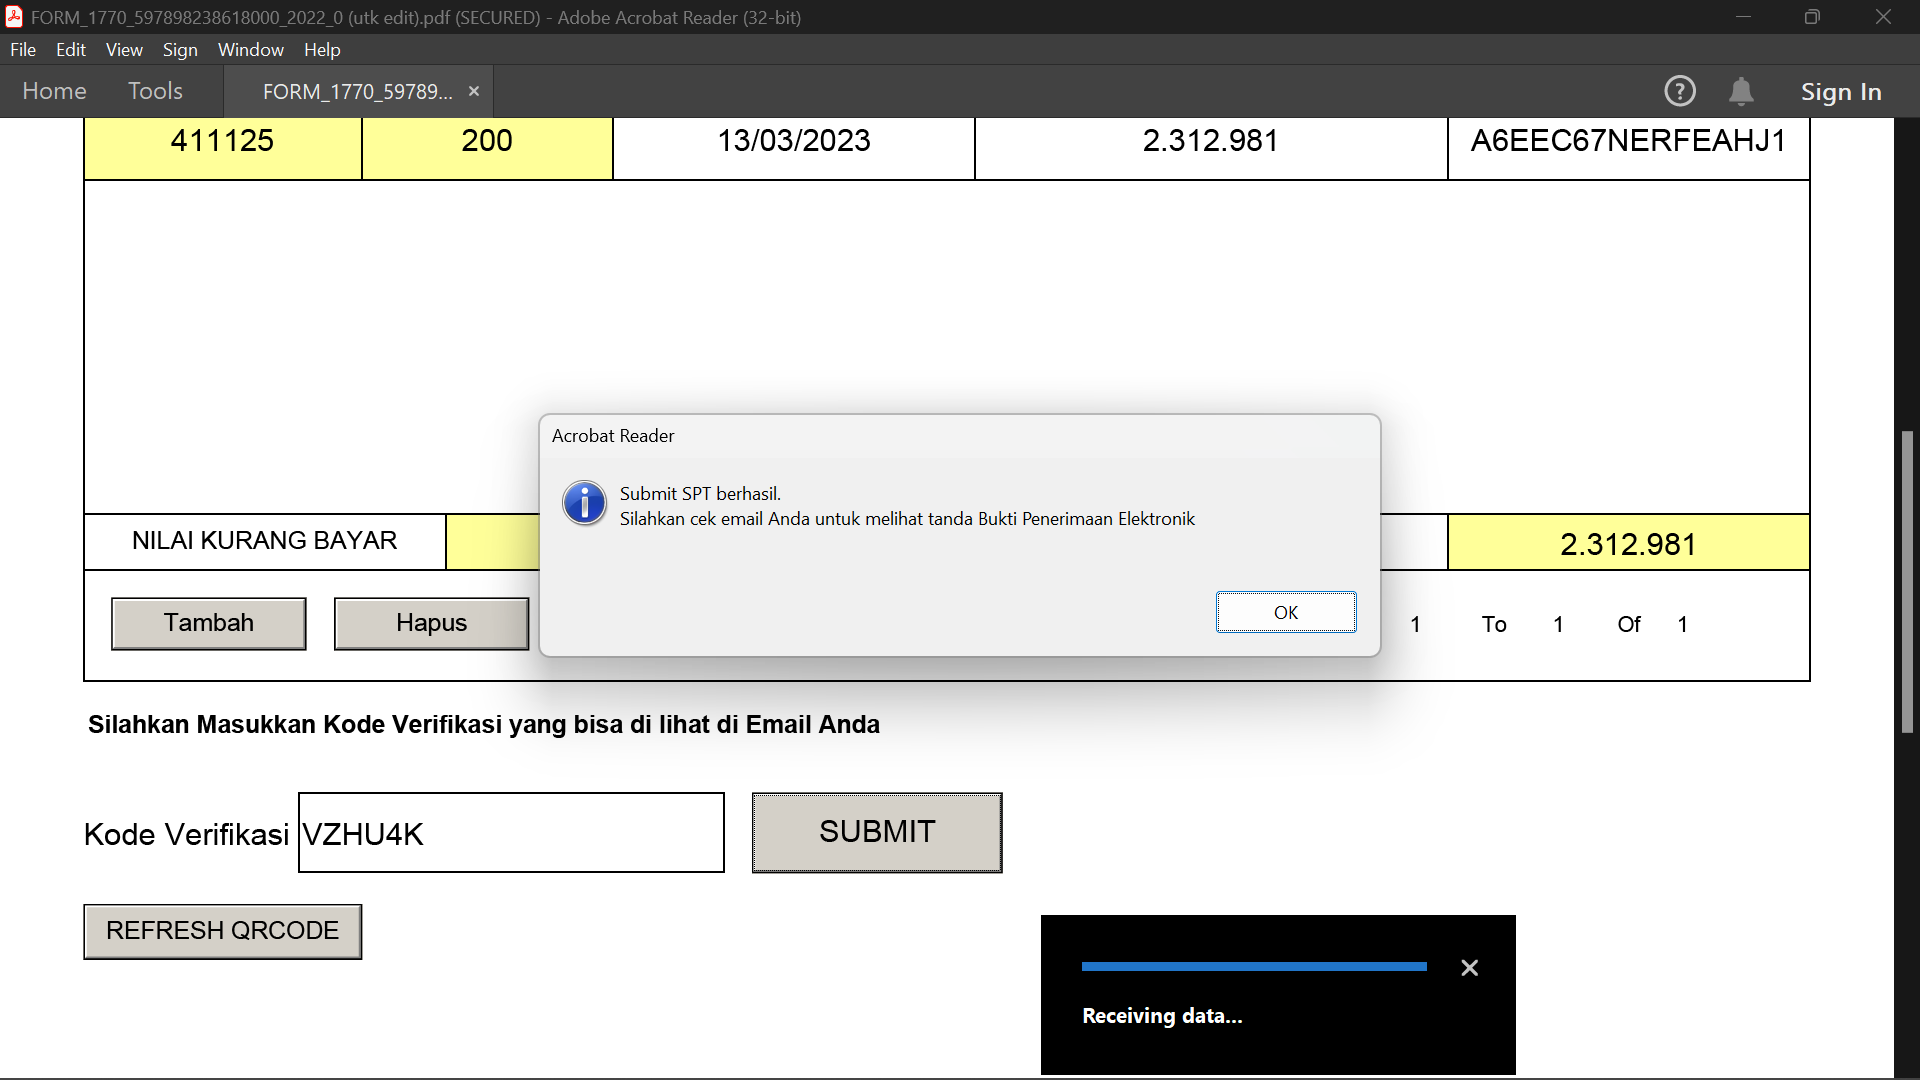 FORM_1770_597898238618000_2022_0 (utk edit).pdf (SECURED) - Adobe Acrobat Reader (32-bit)
File Edit View Sign Window Help
Home Tools FORM_1770_59789... × ? Sign In
411125 200 13/03/2023 2.312.981 A6EEC67NERFEAHJ1
Acrobat Reader
Submit SPT berhasil.
Silahkan cek email Anda untuk melihat tanda Bukti Penerimaan Elektronik
OK
NILAI KURANG BAYAR 2.312.981
Tambah Hapus 1 To 1 Of 1
Silahkan Masukkan Kode Verifikasi yang bisa di lihat di Email Anda
Kode Verifikasi VZHU4K SUBMIT
REFRESH QRCODE
Receiving data...